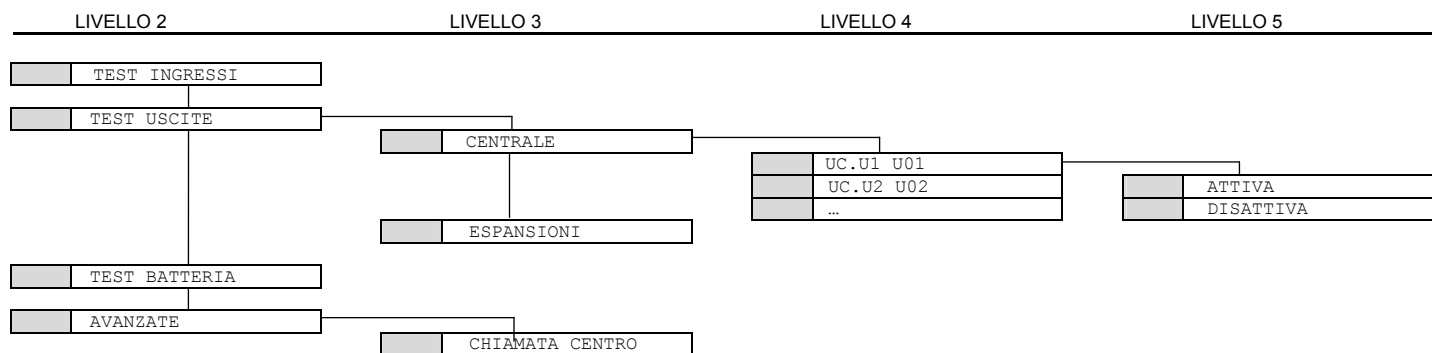 LIVELLO 2 LIVELLO 3 LIVELLO 4 LIVELLO 5
TEST INGRESSI
TEST USCITE
CENTRALE
UC.U1 U01
UC.U2 U02
…
ATTIVA
DISATTIVA
ESPANSIONI
TEST BATTERIA
AVANZATE
CHIAMATA CENTRO